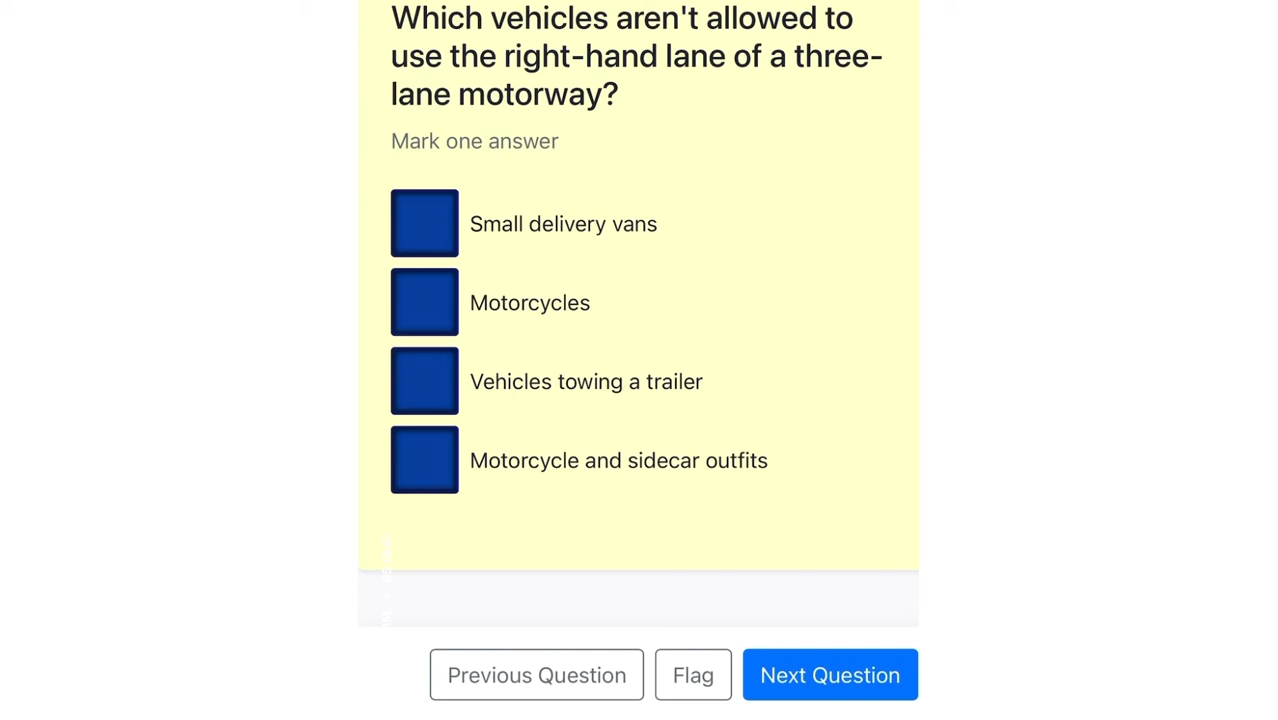 Which vehicles aren't allowed to
use the right-hand lane of a three-
lane motorway?
Mark one answer
Small delivery vans
Motorcycles
Vehicles towing a trailer
Motorcycle and sidecar outfits
Previous Question
Flag
Next Question